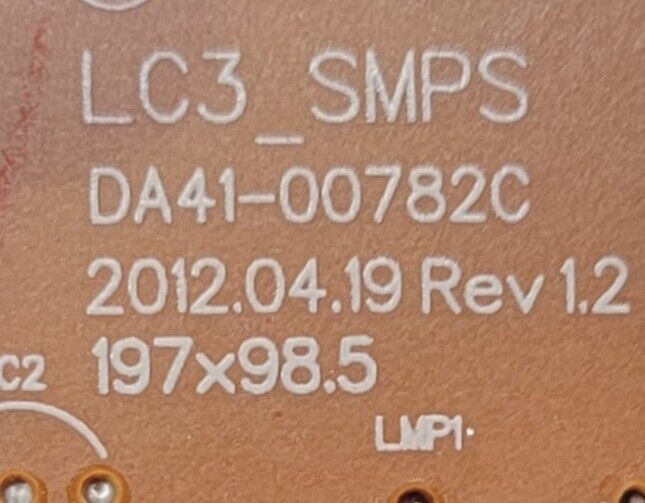 LC3_SMPS
DA41-00782C
2012.04.19 Rev 1.2
197x98.5
C2
LMP1